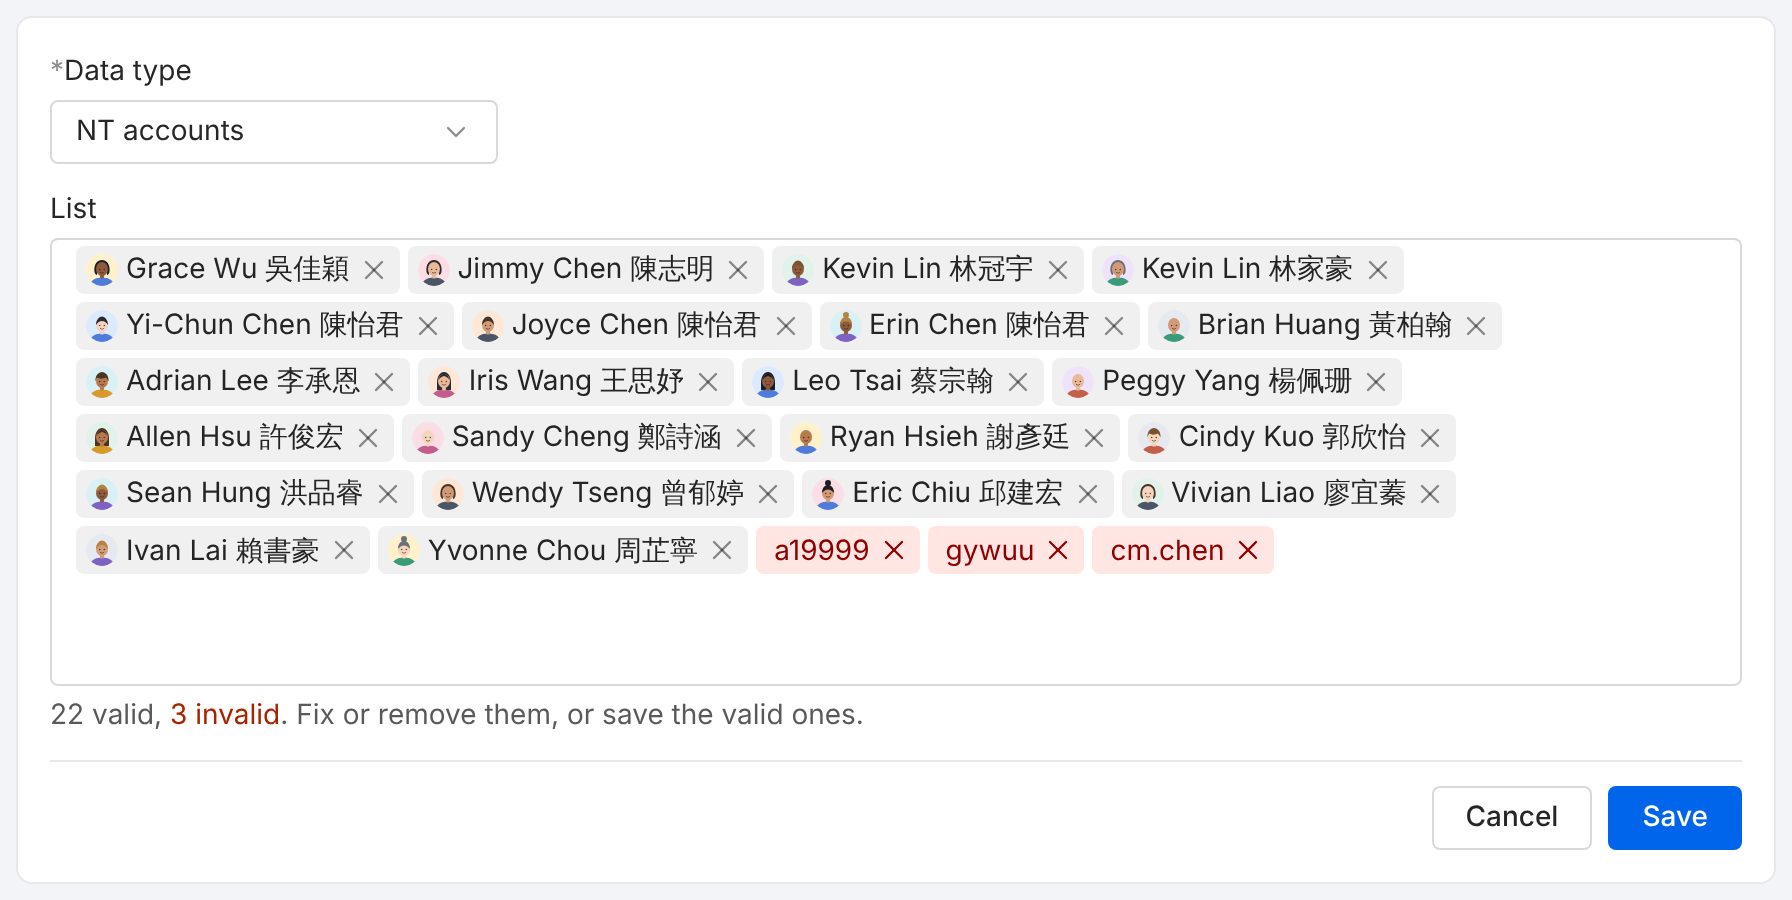 *Data type
NT accounts
List
Grace Wu 吳佳穎 Jimmy Chen 陳志明 Kevin Lin 林冠宇 Kevin Lin 林家豪
Yi-Chun Chen 陳怡君 Joyce Chen 陳怡君 Erin Chen 陳怡君 Brian Huang 黃柏翰
Adrian Lee 李承恩 Iris Wang 王思妤 Leo Tsai 蔡宗翰 Peggy Yang 楊佩珊
Allen Hsu 許俊宏 Sandy Cheng 鄭詩涵 Ryan Hsieh 謝彥廷 Cindy Kuo 郭欣怡
Sean Hung 洪品睿 Wendy Tseng 曾郁婷 Eric Chiu 邱建宏 Vivian Liao 廖宜蓁
Ivan Lai 賴書豪 Yvonne Chou 周芷寧 a19999 gywuu cm.chen
22 valid, 3 invalid. Fix or remove them, or save the valid ones.
Cancel Save